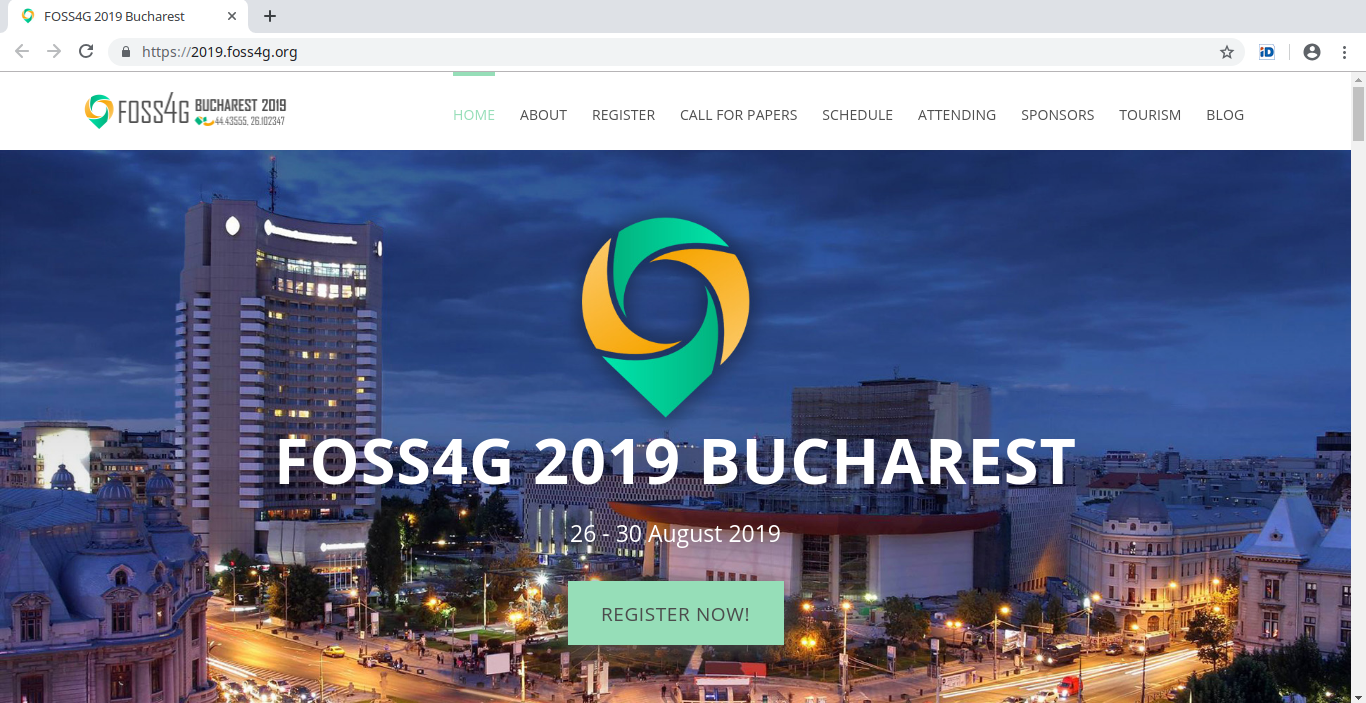 FOSS4G 2019 Bucharest
https://2019.foss4g.org
iD
FOSS4G BUCHAREST 2019
44.43555, 26.102347
HOME ABOUT REGISTER CALL FOR PAPERS SCHEDULE ATTENDING SPONSORS TOURISM BLOG
FOSS4G 2019 BUCHAREST
26 - 30 August 2019
REGISTER NOW!